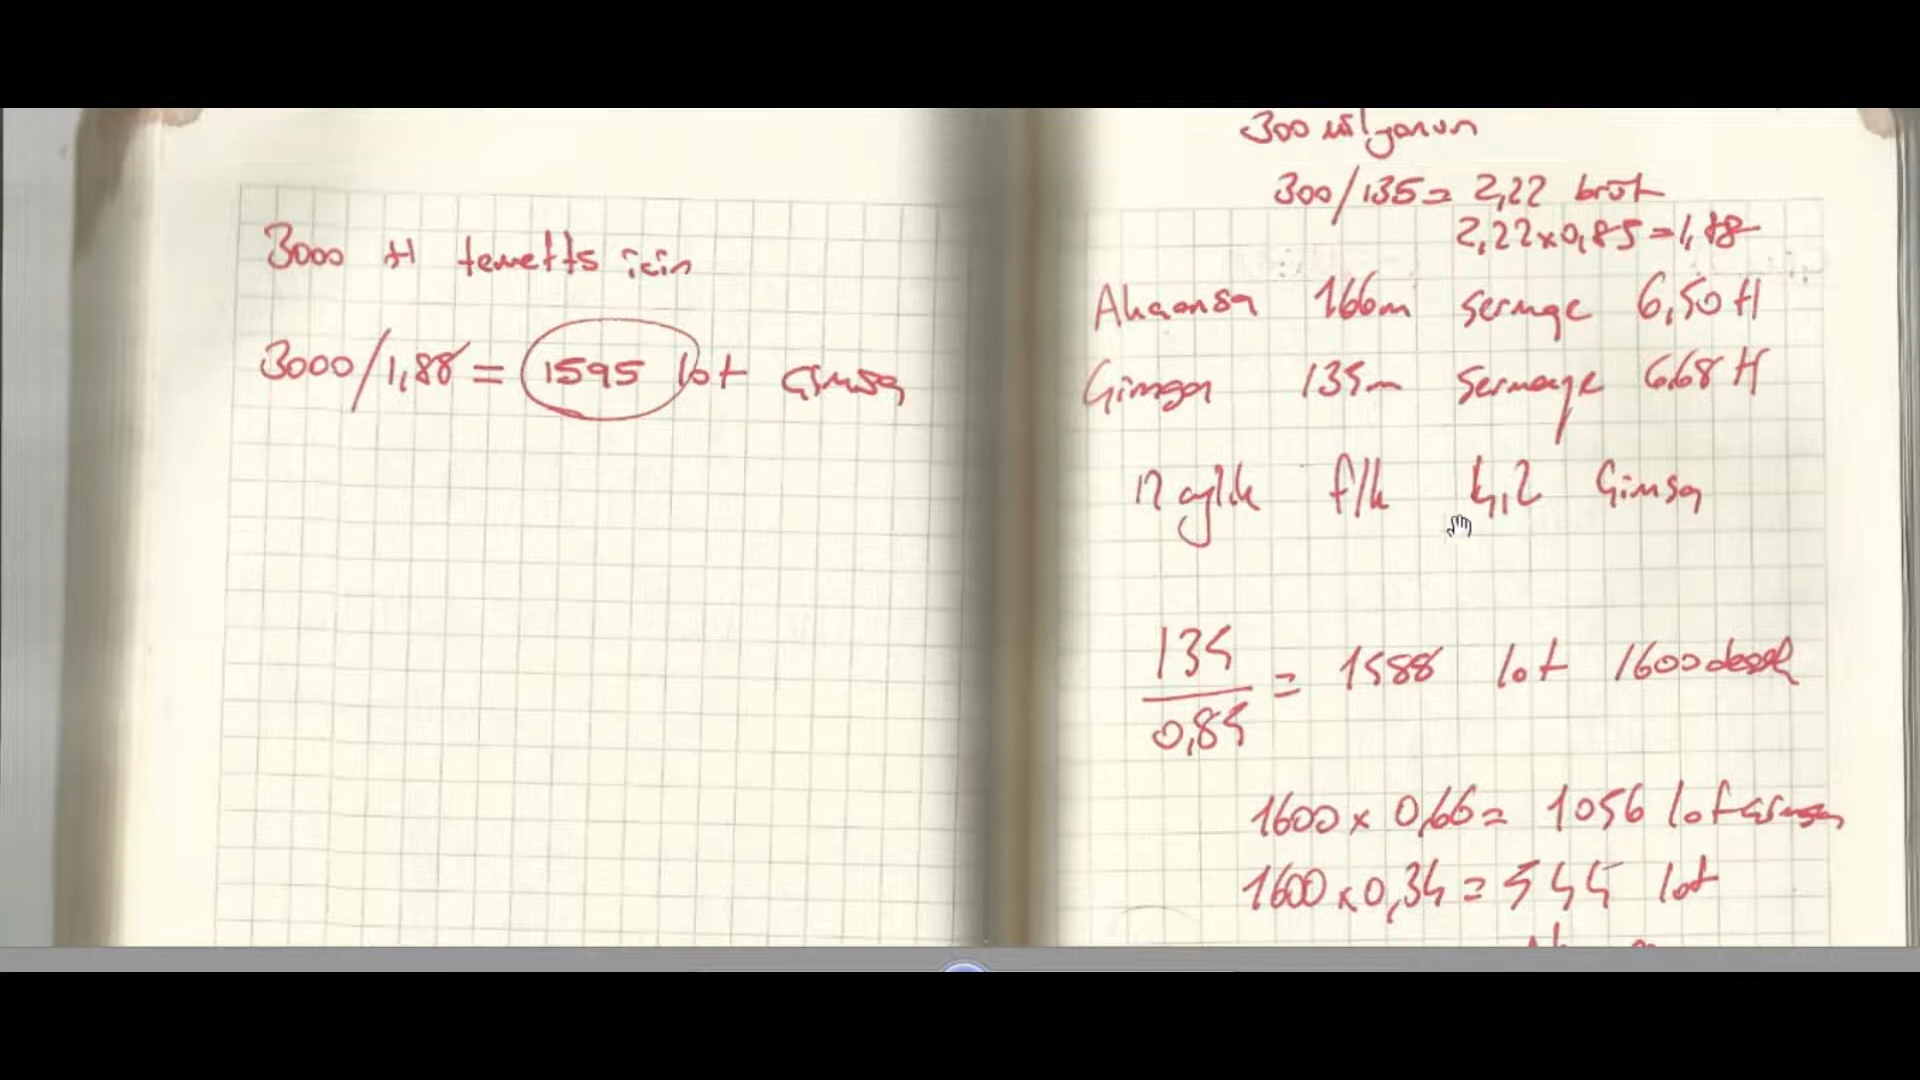 3000 tl temettü için
3000/1,88 = 1595 lot Çimsa
300 milyonun
300/135= 2,22 brüt
2,22x0,85=1,88
Akçansa 166m sermaye 6,50 tl
Çimsa 135m sermaye 6.68 tl
12 aylık f/k 4,2 Çimsa
135
0,85
= 1588 lot 1600 desek
1600 x 0,66= 1056 lot Çimsa
1600 x 0,34 = 544 lot